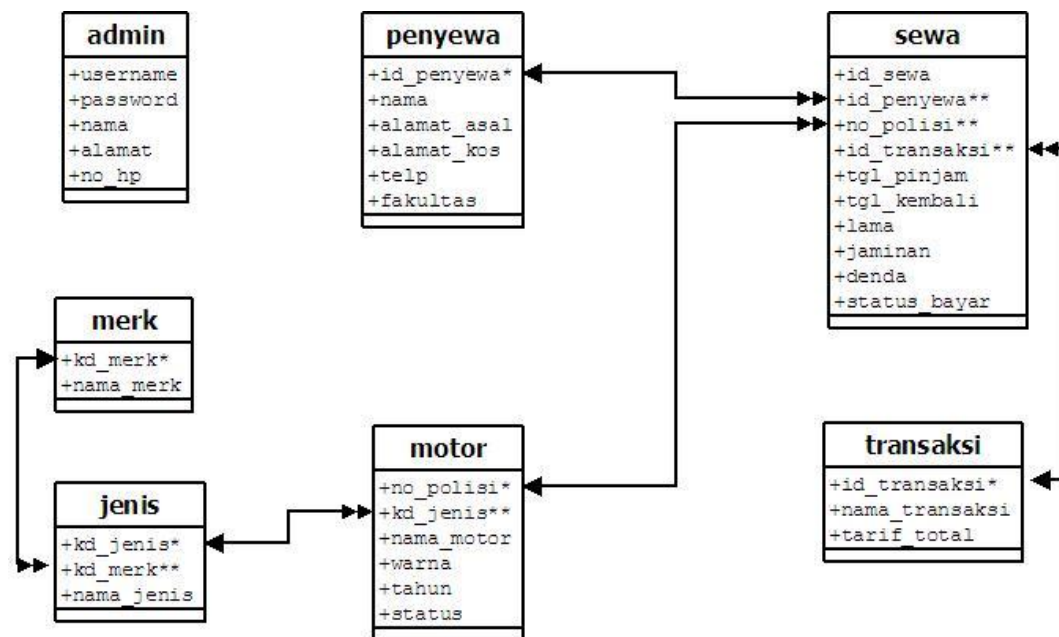 admin
+username
+password
+nama
+alamat
+no_hp
penyewa
+id_penyewa*
+nama
+alamat_asal
+alamat_kos
+telp
+fakultas
sewa
+id_sewa
+id_penyewa**
+no_polisi**
+id_transaksi**
+tgl_pinjam
+tgl_kembali
+lama
+jaminan
+denda
+status_bayar
merk
+kd_merk*
+nama_merk
jenis
+kd_jenis*
+kd_merk**
+nama_jenis
motor
+no_polisi*
+kd_jenis**
+nama_motor
+warna
+tahun
+status
transaksi
+id_transaksi*
+nama_transaksi
+tarif_total